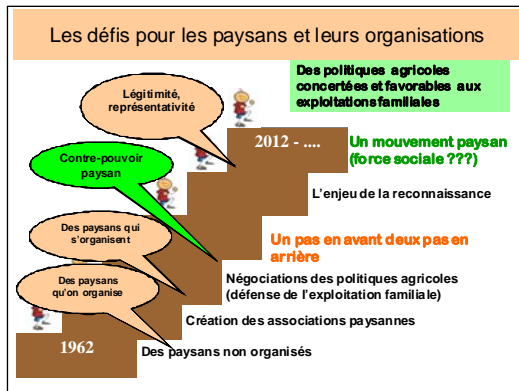 Les défis pour les paysans et leurs organisations
Des politiques agricoles
concertées et favorables aux
exploitations familiales
Légitimité,
représentativité
2012 - ....
Un mouvement paysan
(force sociale ???)
Contre-pouvoir
paysan
L'enjeu de la reconnaissance
Des paysans qui
s'organisent
Un pas en avant deux pas en
arrière
Des paysans
qu'on organise
Négociations des politiques agricoles
(défense de l'exploitation familiale)
Création des associations paysannes
1962
Des paysans non organisés